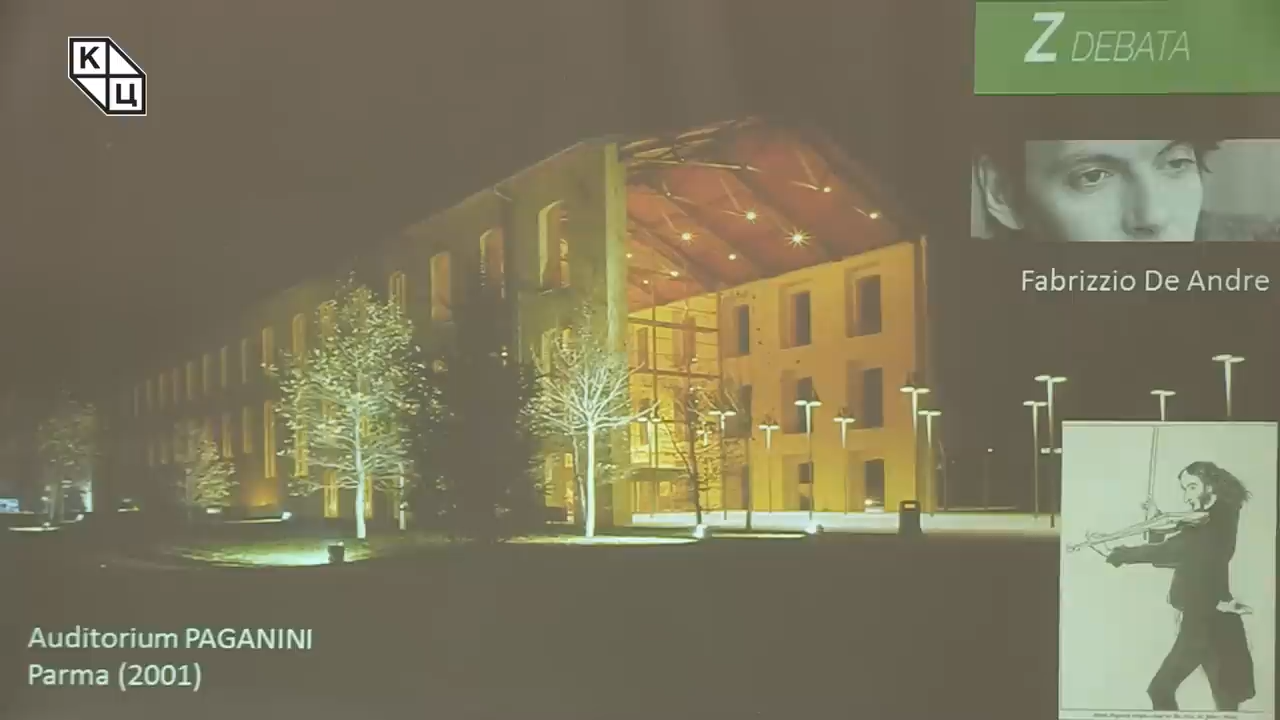 К
Ц
Z DEBATA
Fabrizzio De Andre
Auditorium PAGANINI
Parma (2001)